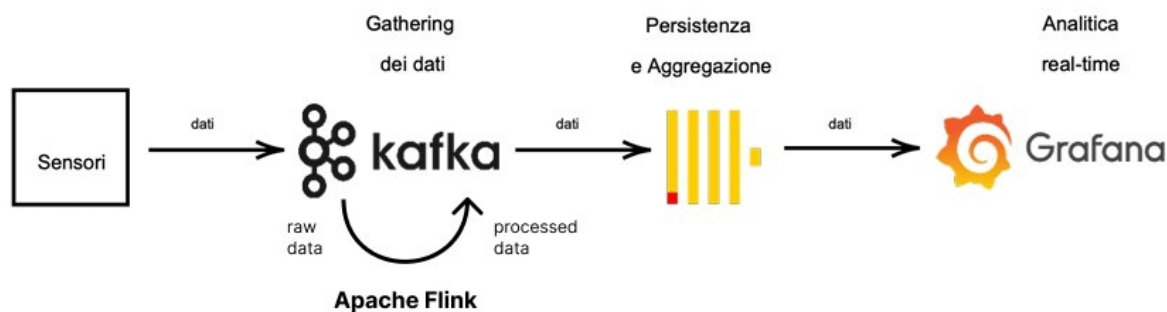 Gathering
dei dati
Persistenza
e Aggregazione
Analitica
real-time
Sensori
dati
kafka
dati
dati
Grafana
raw
data
processed
data
Apache Flink